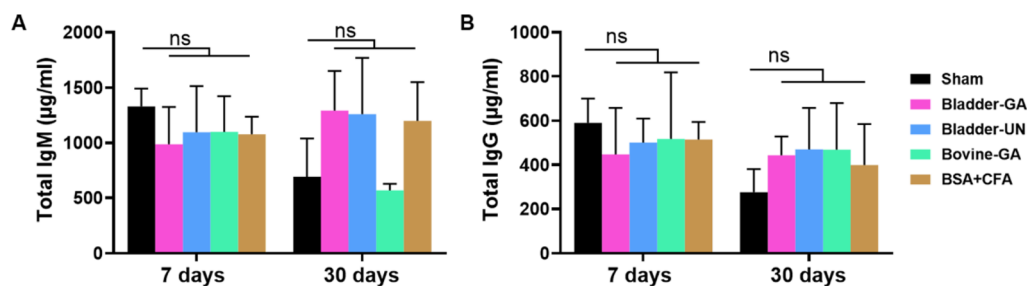 A
Total IgM (µg/ml)
2000
1500
1000
500
0
ns
ns
7 days
30 days
B
Total IgG (µg/ml)
1000
800
600
400
200
0
ns
ns
7 days
30 days
Sham
Bladder-GA
Bladder-UN
Bovine-GA
BSA+CFA